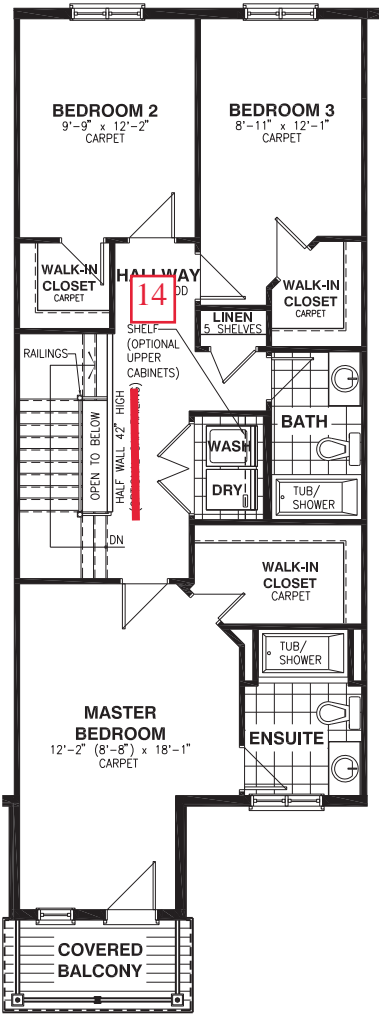 BEDROOM 2
9'-9" x 12'-2"
CARPET
BEDROOM 3
8'-11" x 12'-1"
CARPET
WALK-IN
CLOSET
CARPET
HALLWAY
14
WALK-IN
CLOSET
CARPET
LINEN
5 SHELVES
SHELF
(OPTIONAL
UPPER
CABINETS)
RAILINGS
OPEN TO BELOW
HALF WALL 42" HIGH
BATH
WASH
DRY
TUB/
SHOWER
DN
WALK-IN
CLOSET
CARPET
TUB/
SHOWER
MASTER
BEDROOM
12'-2" (8'-8") x 18'-1"
CARPET
ENSUITE
COVERED
BALCONY